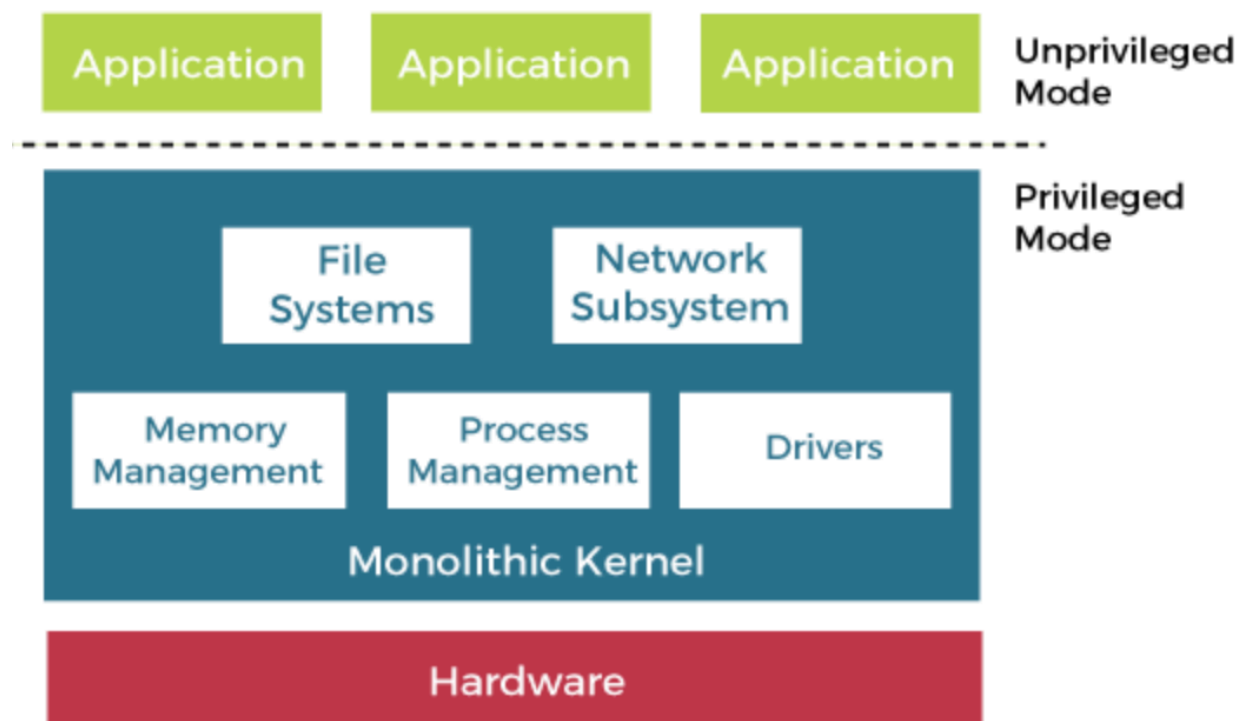 Application
Application
Application
Unprivileged
Mode
Privileged
Mode
File
Systems
Network
Subsystem
Memory
Management
Process
Management
Drivers
Monolithic Kernel
Hardware